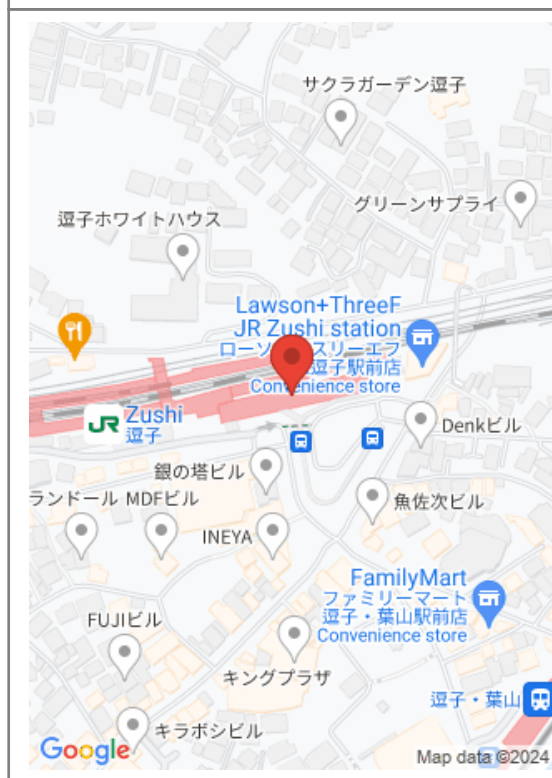 サクラガーデン逗子
グリーンサプライ
逗子ホワイトハウス
Lawson+ThreeF
JR Zushi station
ローソン スリーエフ
逗子駅前店
Convenience store
JR
Zushi
逗子
Denkビル
銀の塔ビル
ランドール
MDFビル
魚佐次ビル
INEYA
FamilyMart
ファミリーマート
逗子・葉山駅前店
Convenience store
FUJIビル
キングプラザ
逗子・葉山
キラボシビル
Google
Map data ©2024